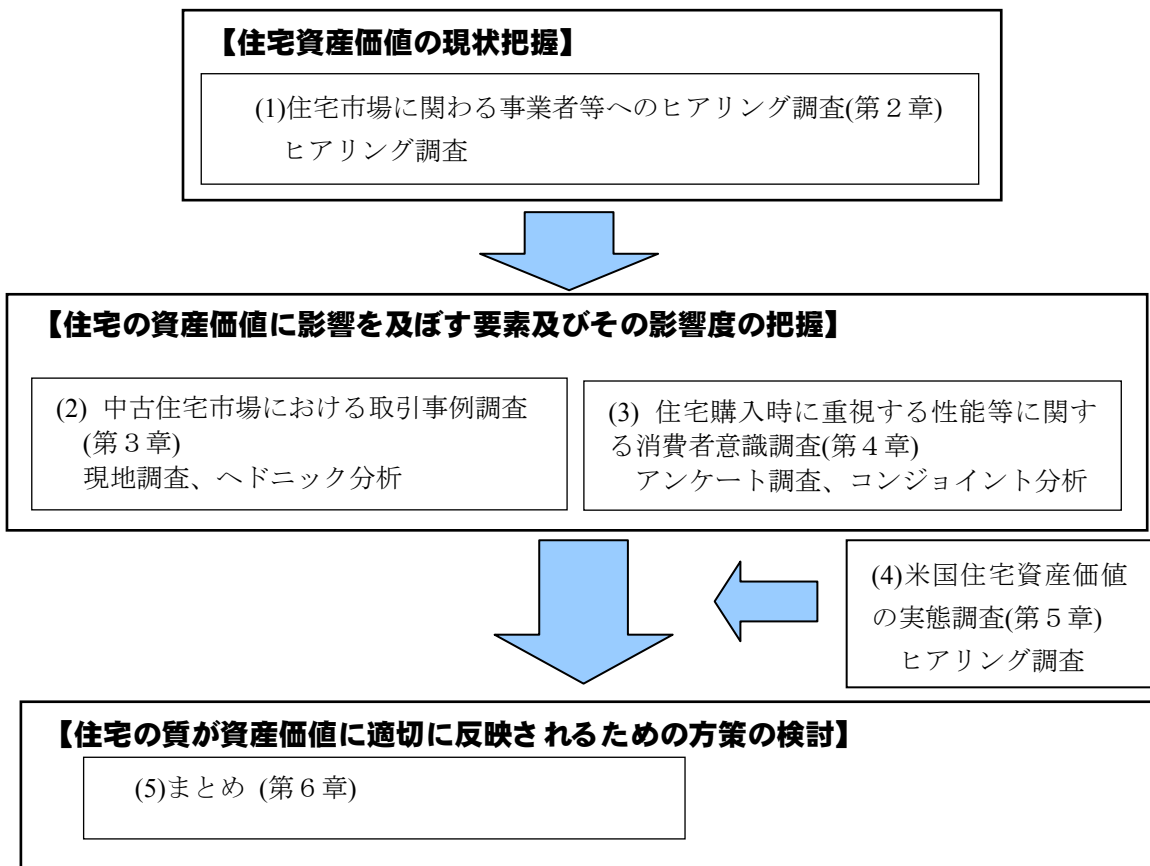 【住宅資産価値の現状把握】
(1)住宅市場に関わる事業者等へのヒアリング調査(第２章)
ヒアリング調査
【住宅の資産価値に影響を及ぼす要素及びその影響度の把握】
(2) 中古住宅市場における取引事例調査
(第３章)
現地調査、ヘドニック分析
(3) 住宅購入時に重視する性能等に関す
る消費者意識調査(第４章)
アンケート調査、コンジョイント分析
(4)米国住宅資産価値
の実態調査(第５章)
ヒアリング調査
【住宅の質が資産価値に適切に反映されるための方策の検討】
(5)まとめ (第６章)